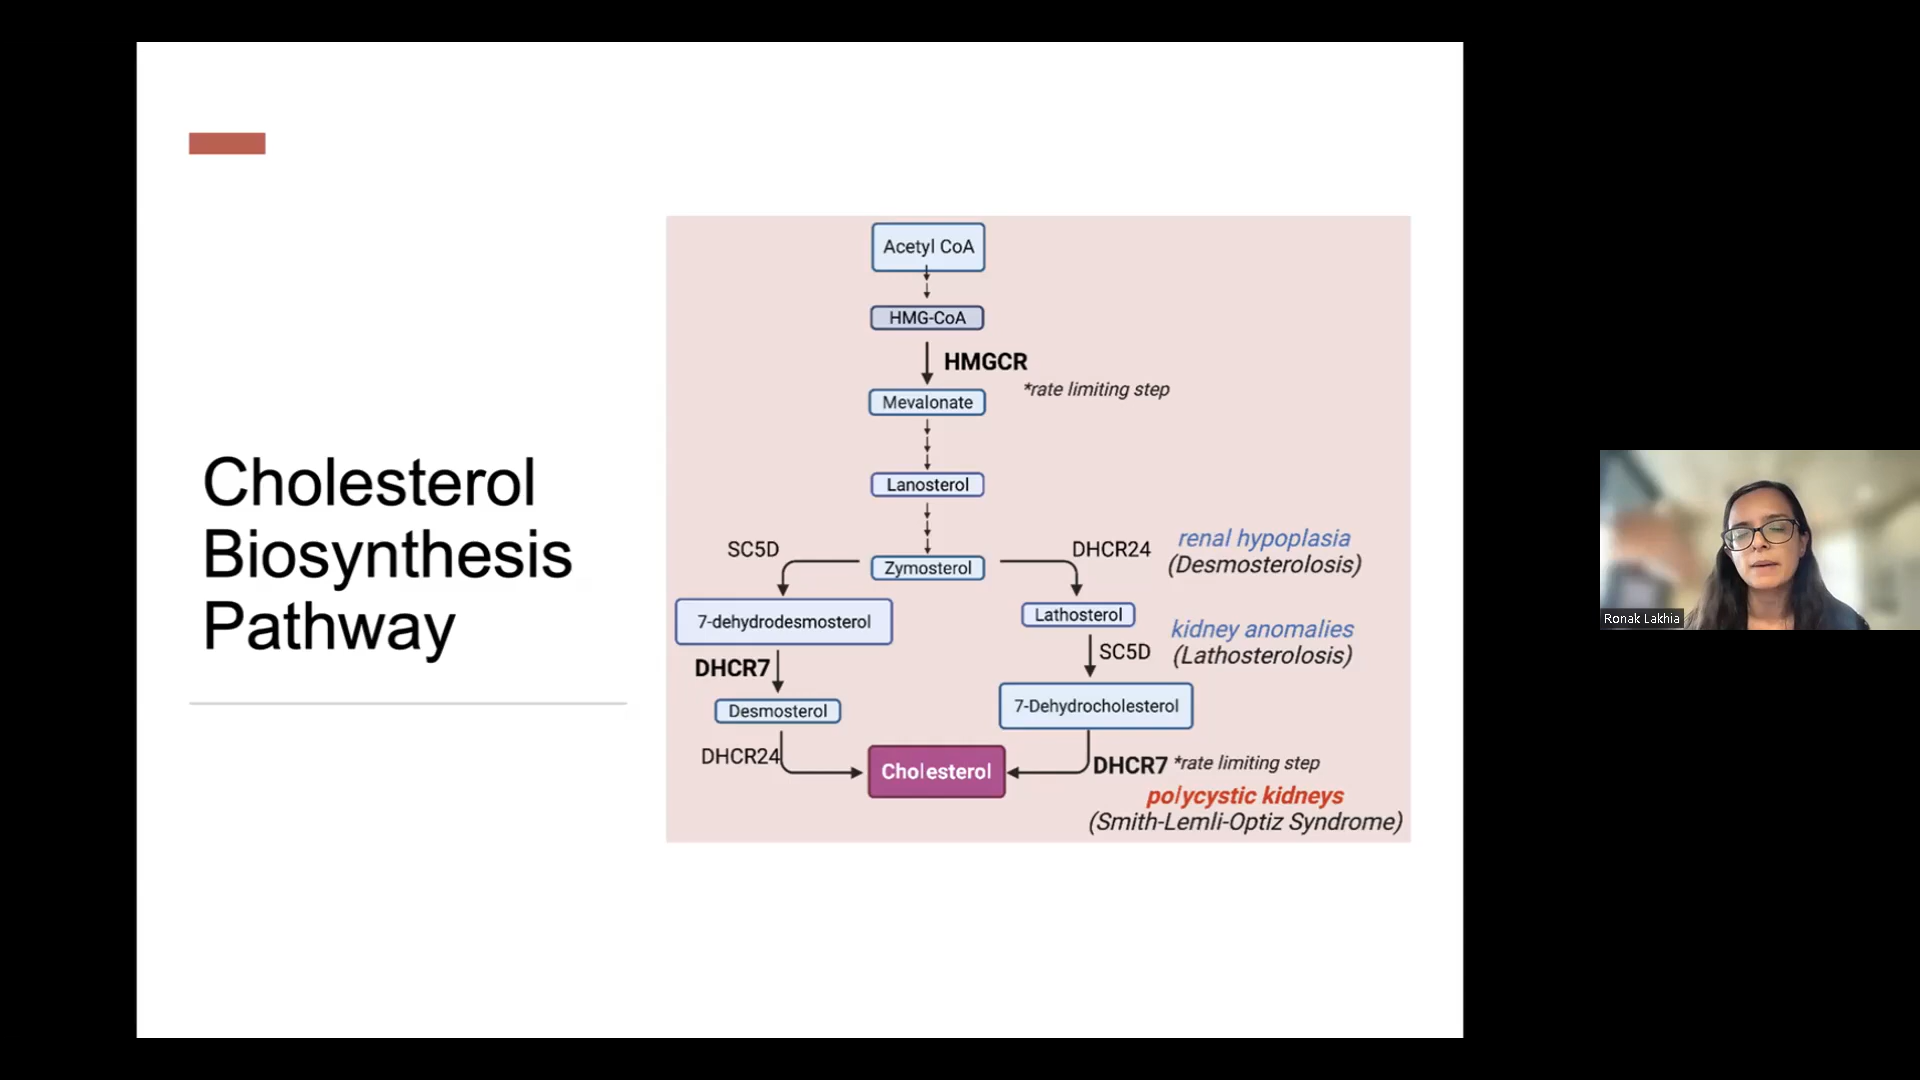 Cholesterol
Biosynthesis
Pathway
Acetyl CoA
HMG-CoA
HMGCR
*rate limiting step
Mevalonate
Lanosterol
SC5D
Zymosterol
DHCR24
renal hypoplasia
(Desmosterolosis)
7-dehydrodesmosterol
Lathosterol
kidney anomalies
(Lathosterolosis)
SC5D
DHCR7
Desmosterol
7-Dehydrocholesterol
DHCR24
Cholesterol
DHCR7 *rate limiting step
polycystic kidneys
(Smith-Lemli-Optiz Syndrome)
Ronak Lakhia